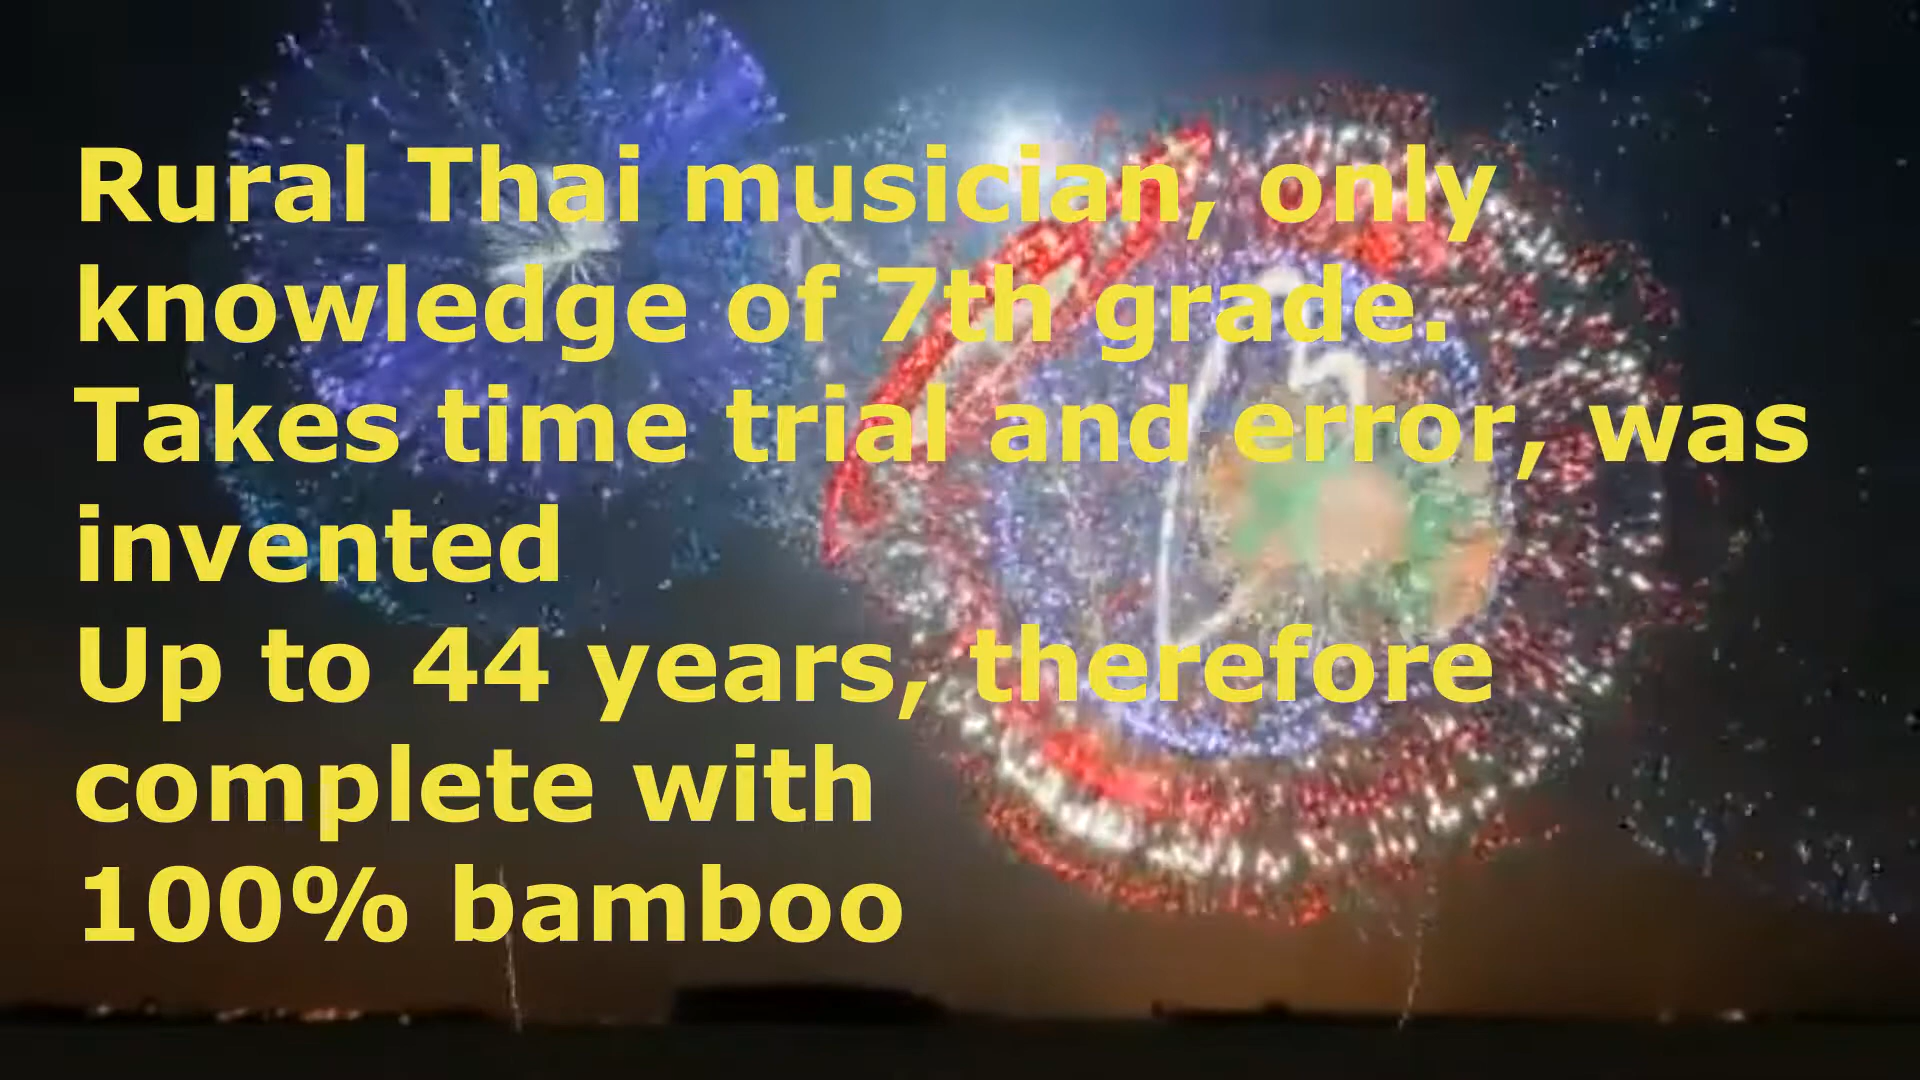 Rural Thai musician, only
knowledge of 7th grade.
Takes time trial and error, was
invented
Up to 44 years, therefore
complete with
100% bamboo